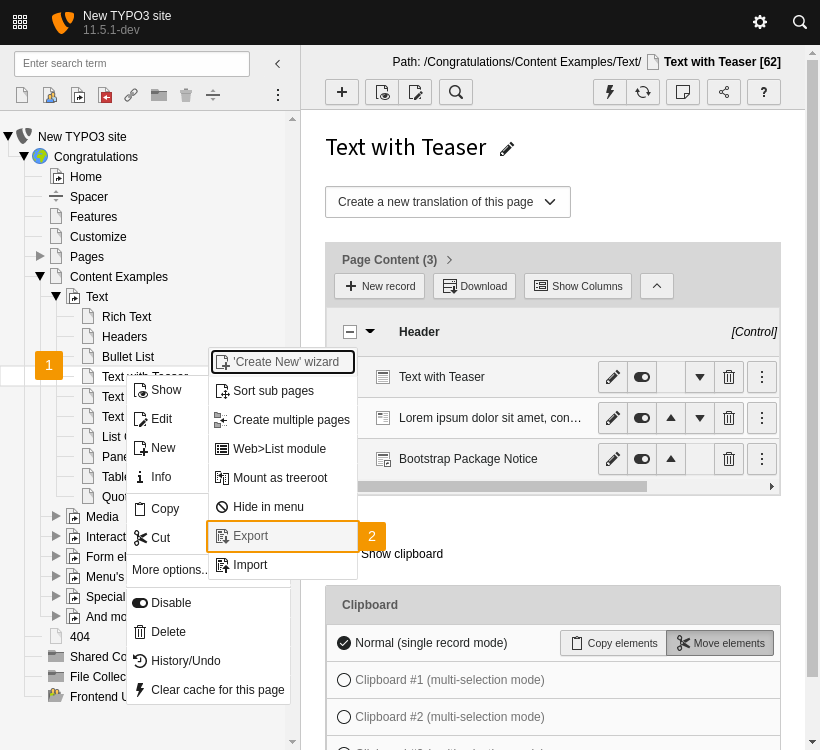 New TYPO3 site
11.5.1-dev
Enter search term
Path: /Congratulations/Content Examples/Text/ Text with Teaser [62]
New TYPO3 site
Congratulations
Home
Spacer
Features
Customize
Pages
Content Examples
Text
Rich Text
Headers
Bullet List
1
Text with Teaser
Text
Text
List
Pane
Table
Quo
Media
Interact
Form el
Menu's
Special
And mo
404
Shared Co
File Collec
Frontend U
Show
Edit
New
Info
Copy
Cut
More options..
Disable
Delete
History/Undo
Clear cache for this page
'Create New' wizard
Sort sub pages
Create multiple pages
Web>List module
Mount as treeroot
Hide in menu
Export
2
Import
Text with Teaser
Create a new translation of this page
Page Content (3)
New record
Download
Show Columns
Header
[Control]
Text with Teaser
Lorem ipsum dolor sit amet, con…
Bootstrap Package Notice
Show clipboard
Clipboard
Normal (single record mode)
Copy elements
Move elements
Clipboard #1 (multi-selection mode)
Clipboard #2 (multi-selection mode)